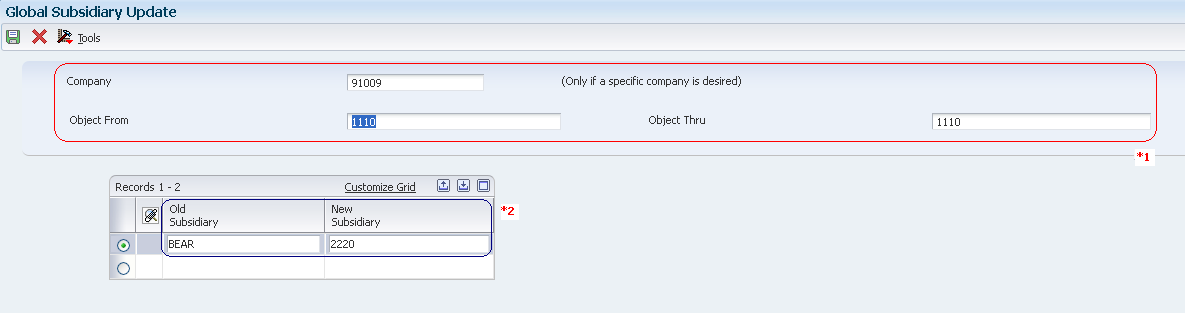 Global Subsidiary Update
Tools
Company 91009 (Only if a specific company is desired)
Object From 1110 Object Thru 1110
*1
Records 1 - 2 Customize Grid
Old Subsidiary New Subsidiary *2
BEAR 2220